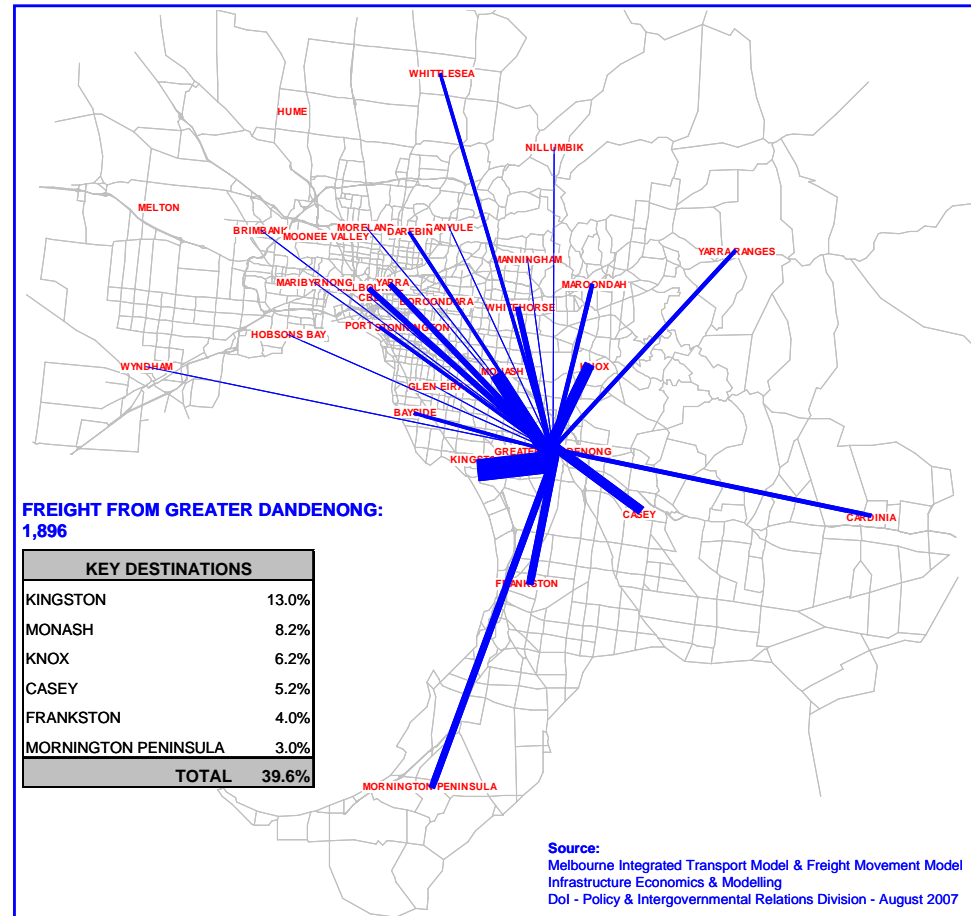 WHITTLESEA
HUME
NILLUMBIK
MELTON
BRIMBANK
MORELAND
DAREBIN
BANYULE
MOONEE VALLEY
YARRA RANGES
MANNINGHAM
MARIBYRNONG
YARRA
MAROONDAH
BOROONDARA
WHITEHORSE
HOBSONS BAY
PORT
STONNINGTON
WYNDHAM
MONASH
KNOX
GLEN EIRA
BAYSIDE
GREATER DANDENONG
KINGSTON
CASEY
CARDINIA
FRANKSTON
MORNINGTON PENINSULA
FREIGHT FROM GREATER DANDENONG:
1,896
KEY DESTINATIONS
KINGSTON 13.0%
MONASH 8.2%
KNOX 6.2%
CASEY 5.2%
FRANKSTON 4.0%
MORNINGTON PENINSULA 3.0%
TOTAL 39.6%
Source:
Melbourne Integrated Transport Model & Freight Movement Model
Infrastructure Economics & Modelling
DoI - Policy & Intergovernmental Relations Division - August 2007